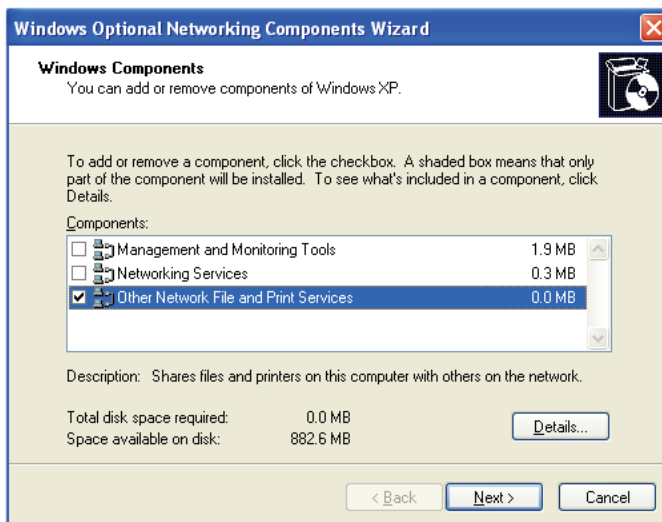 Windows Optional Networking Components Wizard
Windows Components
You can add or remove components of Windows XP.
To add or remove a component, click the checkbox. A shaded box means that only
part of the component will be installed. To see what's included in a component, click
Details.
Components:
Management and Monitoring Tools 1.9 MB
Networking Services 0.3 MB
Other Network File and Print Services 0.0 MB
Description: Shares files and printers on this computer with others on the network.
Total disk space required: 0.0 MB
Space available on disk: 882.6 MB
Details...
< Back Next > Cancel